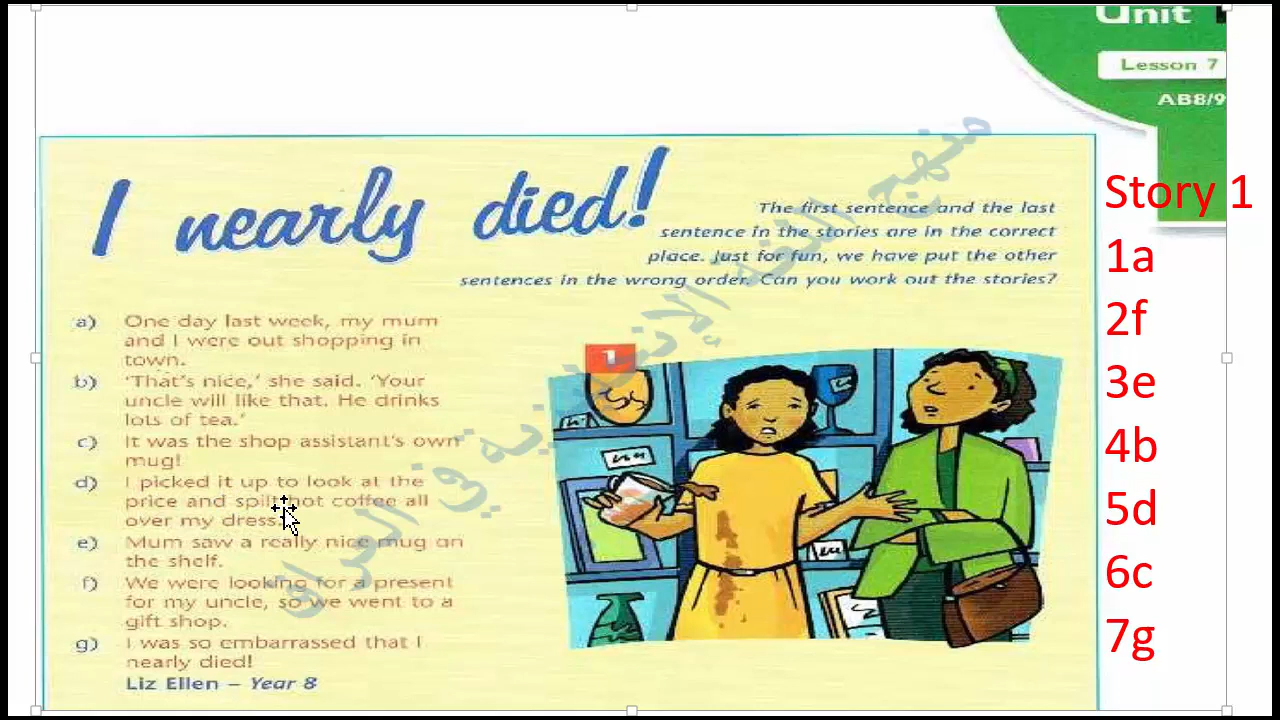 Unit
Lesson 7
AB8/9
I nearly died!
The first sentence and the last
sentence in the stories are in the correct
place. Just for fun, we have put the other
sentences in the wrong order. Can you work out the stories?
a) One day last week, my mum
and I were out shopping in
town.
b) 'That's nice,' she said. 'Your
uncle will like that. He drinks
lots of tea.'
c) It was the shop assistant's own
mug!
d) I picked it up to look at the
price and spilt hot coffee all
over my dress.
e) Mum saw a really nice mug on
the shelf.
f) We were looking for a present
for my uncle, so we went to a
gift shop.
g) I was so embarrassed that I
nearly died!
Liz Ellen – Year 8
1
Story 1
1a
2f
3e
4b
5d
6c
7g
منهج اللغة الإنجليزية في العراق